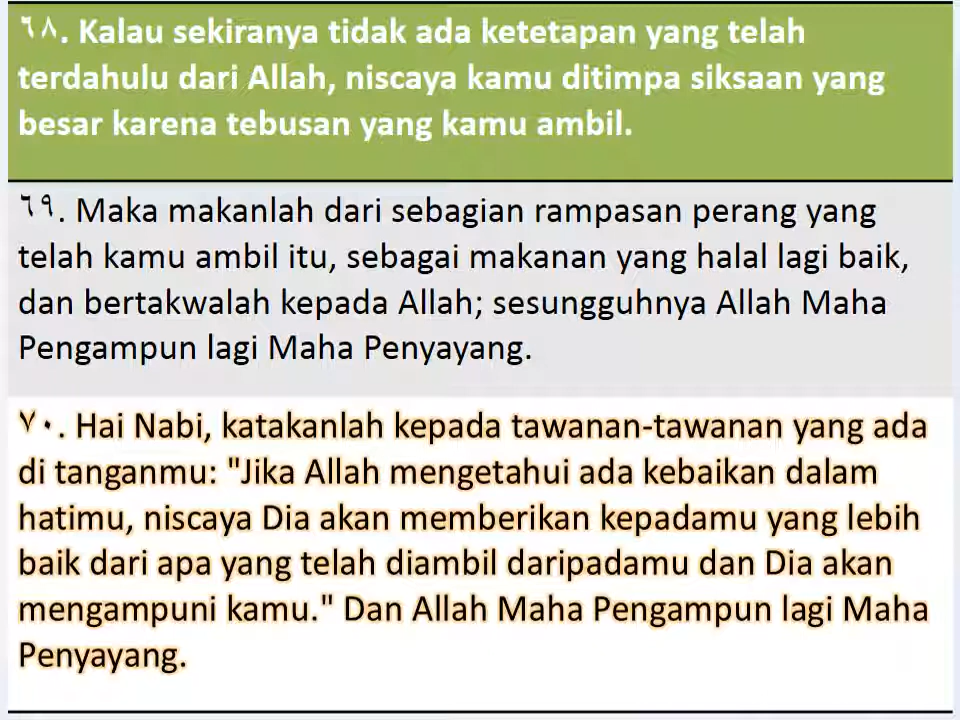 ٦٨. Kalau sekiranya tidak ada ketetapan yang telah
terdahulu dari Allah, niscaya kamu ditimpa siksaan yang
besar karena tebusan yang kamu ambil.
٦٩. Maka makanlah dari sebagian rampasan perang yang
telah kamu ambil itu, sebagai makanan yang halal lagi baik,
dan bertakwalah kepada Allah; sesungguhnya Allah Maha
Pengampun lagi Maha Penyayang.
٧٠. Hai Nabi, katakanlah kepada tawanan-tawanan yang ada
di tanganmu: "Jika Allah mengetahui ada kebaikan dalam
hatimu, niscaya Dia akan memberikan kepadamu yang lebih
baik dari apa yang telah diambil daripadamu dan Dia akan
mengampuni kamu." Dan Allah Maha Pengampun lagi Maha
Penyayang.